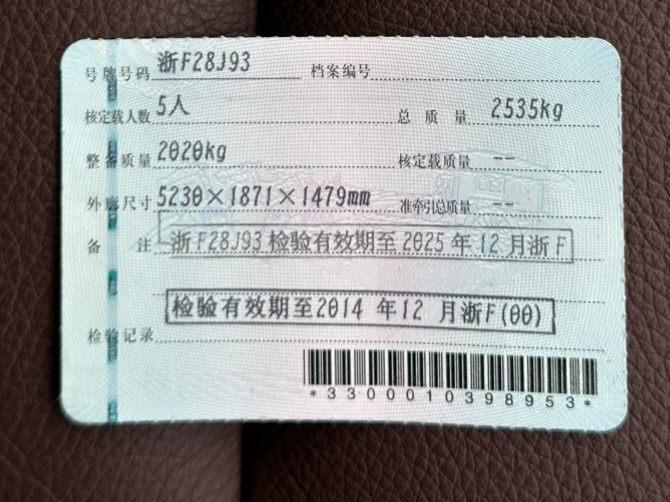 号牌号码 浙F28J93 档案编号
核定载人数 5人 总质量 2535kg
整备质量 2020kg 核定载质量 --
外廓尺寸 5230×1871×1479mm 准牵引总质量 --
备注 浙F28J93检验有效期至2025年12月浙F
检验有效期至2014 年12 月浙F(00)
检验记录
*3300010398953*